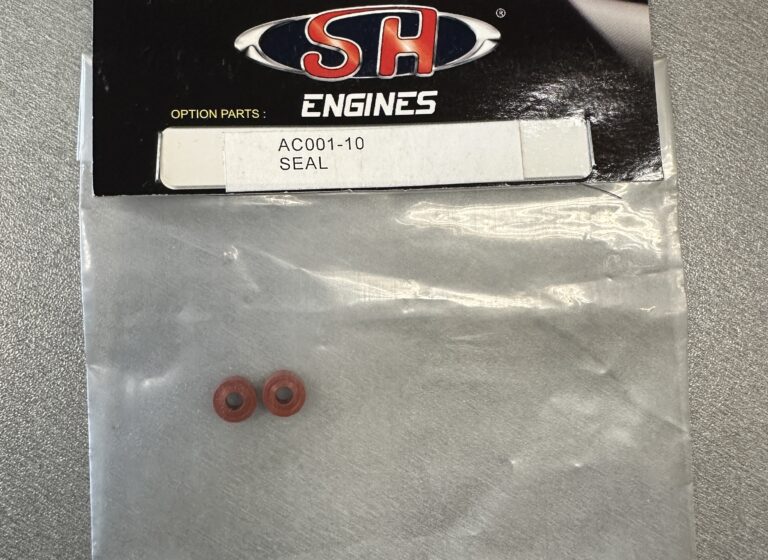 SH
®
ENGINES
OPTION PARTS :
AC001-10
SEAL